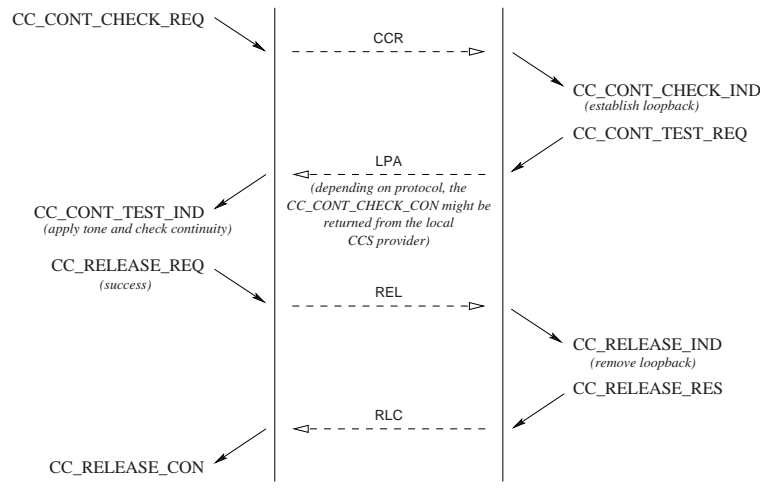 CC_CONT_CHECK_REQ
CCR
CC_CONT_CHECK_IND
(establish loopback)
CC_CONT_TEST_REQ
LPA
(depending on protocol, the
CC_CONT_CHECK_CON might be
returned from the local
CCS provider)
CC_CONT_TEST_IND
(apply tone and check continuity)
CC_RELEASE_REQ
(success)
REL
CC_RELEASE_IND
(remove loopback)
CC_RELEASE_RES
RLC
CC_RELEASE_CON